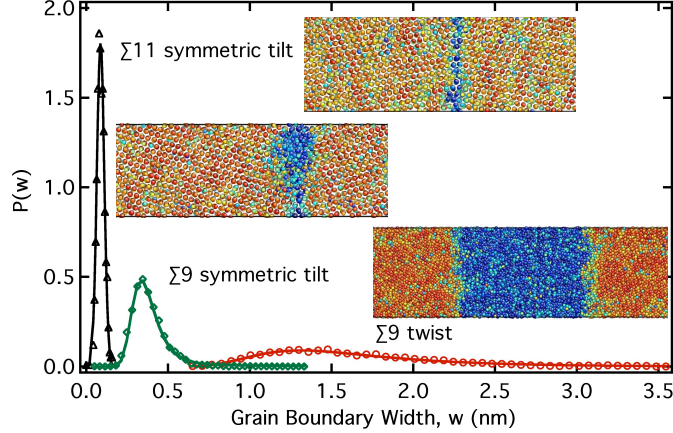 2.0
∑11 symmetric tilt
1.5
P(w)
1.0
∑9 symmetric tilt
0.5
∑9 twist
0.0
0.0 0.5 1.0 1.5 2.0 2.5 3.0 3.5
Grain Boundary Width, w (nm)